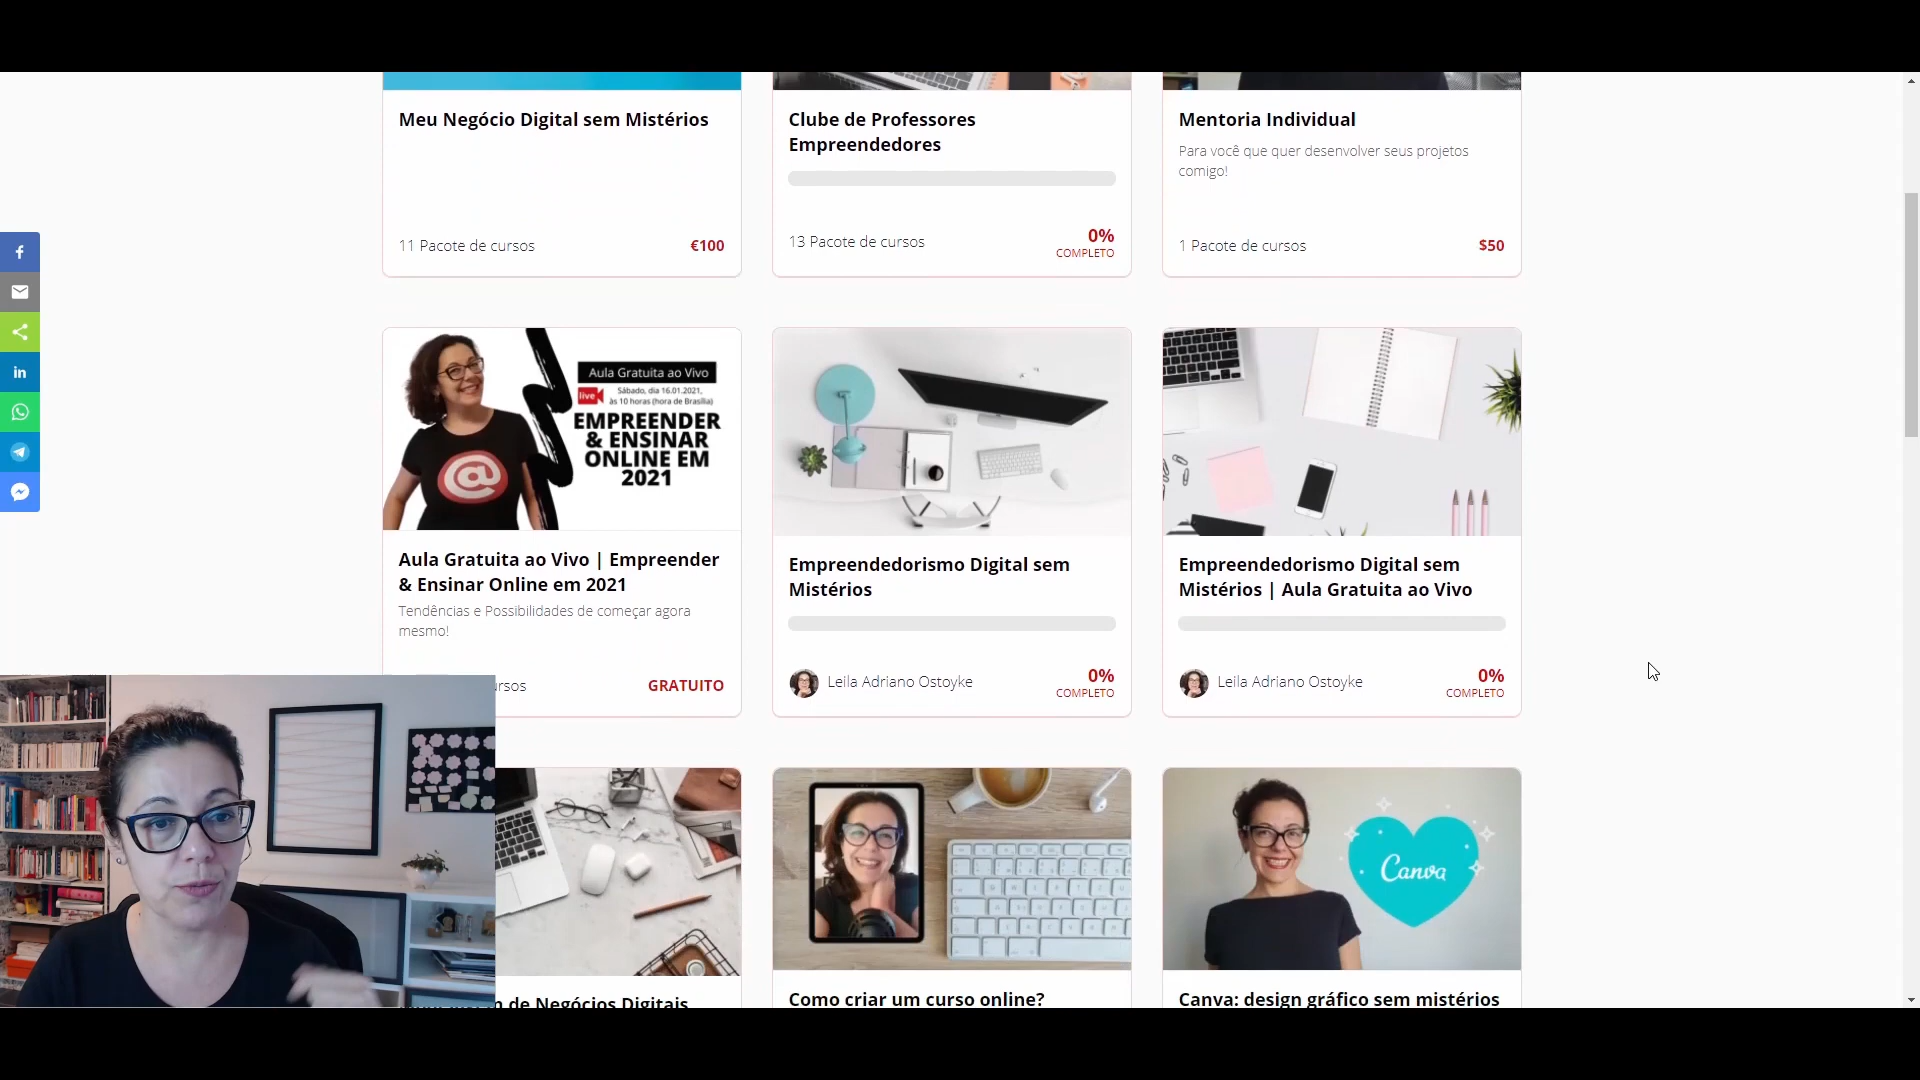 Meu Negócio Digital sem Mistérios
11 Pacote de cursos
€100
Clube de Professores
Empreendedores
13 Pacote de cursos
0%
COMPLETO
Mentoria Individual
Para você que quer desenvolver seus projetos
comigo!
1 Pacote de cursos
$50
in
Aula Gratuita ao Vivo
live
Sábado, dia 16.01.2021,
às 10 horas (hora de Brasília)
EMPREENDER
& ENSINAR
ONLINE EM
2021
@
Aula Gratuita ao Vivo | Empreender
& Ensinar Online em 2021
Tendências e Possibilidades de começar agora
mesmo!
GRATUITO
Empreendedorismo Digital sem
Mistérios
Leila Adriano Ostoyke
0%
COMPLETO
Empreendedorismo Digital sem
Mistérios | Aula Gratuita ao Vivo
Leila Adriano Ostoyke
0%
COMPLETO
de Negócios Digitais
Como criar um curso online?
Canva
Canva: design gráfico sem mistérios